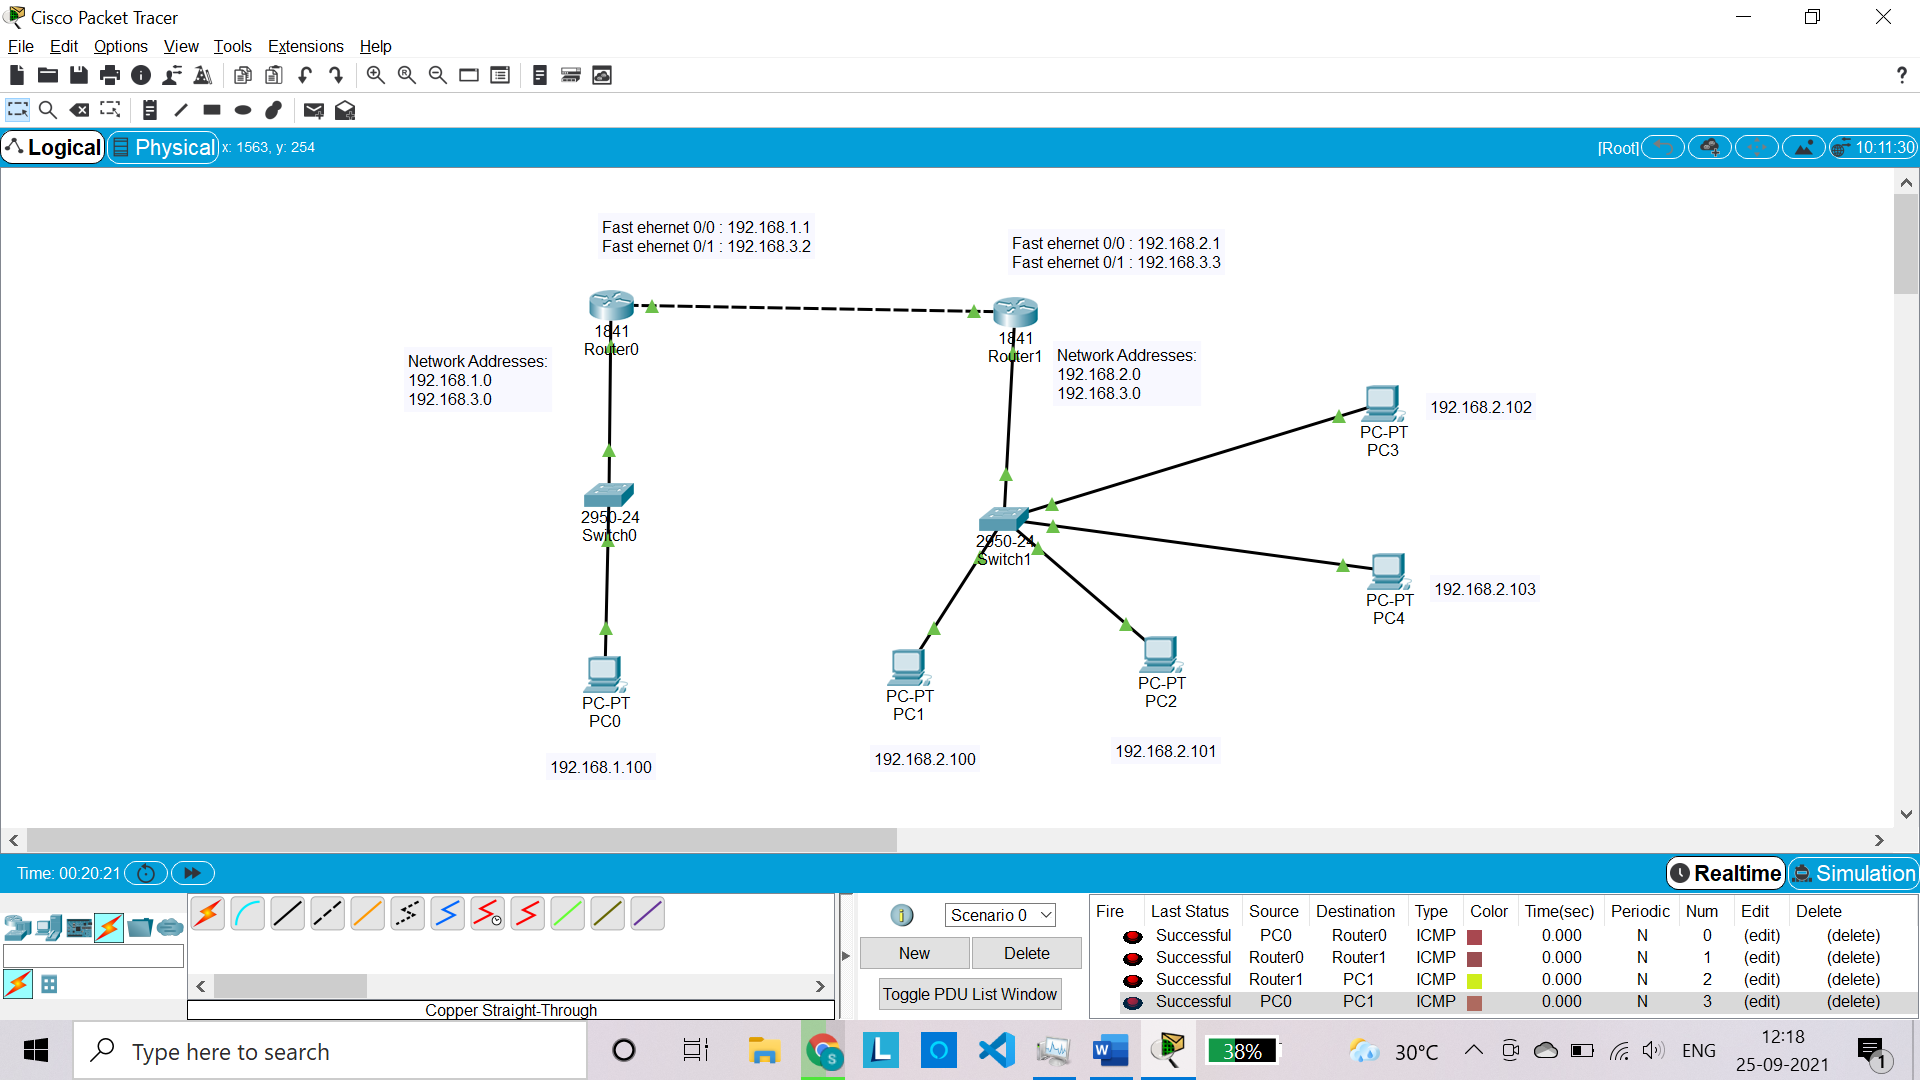 Cisco Packet Tracer
File Edit Options View Tools Extensions Help
?
Logical Physical x: 1563, y: 254 [Root] 10:11:30
Fast ehernet 0/0 : 192.168.1.1
Fast ehernet 0/1 : 192.168.3.2
Fast ehernet 0/0 : 192.168.2.1
Fast ehernet 0/1 : 192.168.3.3
1841
Router0
1841
Router1
Network Addresses:
192.168.1.0
192.168.3.0
Network Addresses:
192.168.2.0
192.168.3.0
PC-PT
PC3
192.168.2.102
2950-24
Switch0
2950-24
Switch1
PC-PT
PC4
192.168.2.103
PC-PT
PC0
192.168.1.100
PC-PT
PC1
192.168.2.100
PC-PT
PC2
192.168.2.101
Time: 00:20:21 Realtime Simulation
Copper Straight-Through
Scenario 0
New Delete
Toggle PDU List Window
Fire Last Status Source Destination Type Color Time(sec) Periodic Num Edit Delete
Successful PC0 Router0 ICMP 0.000 N 0 (edit) (delete)
Successful Router0 Router1 ICMP 0.000 N 1 (edit) (delete)
Successful Router1 PC1 ICMP 0.000 N 2 (edit) (delete)
Successful PC0 PC1 ICMP 0.000 N 3 (edit) (delete)
Type here to search
S
L
W
38%
30°C
ENG
12:18
25-09-2021
1